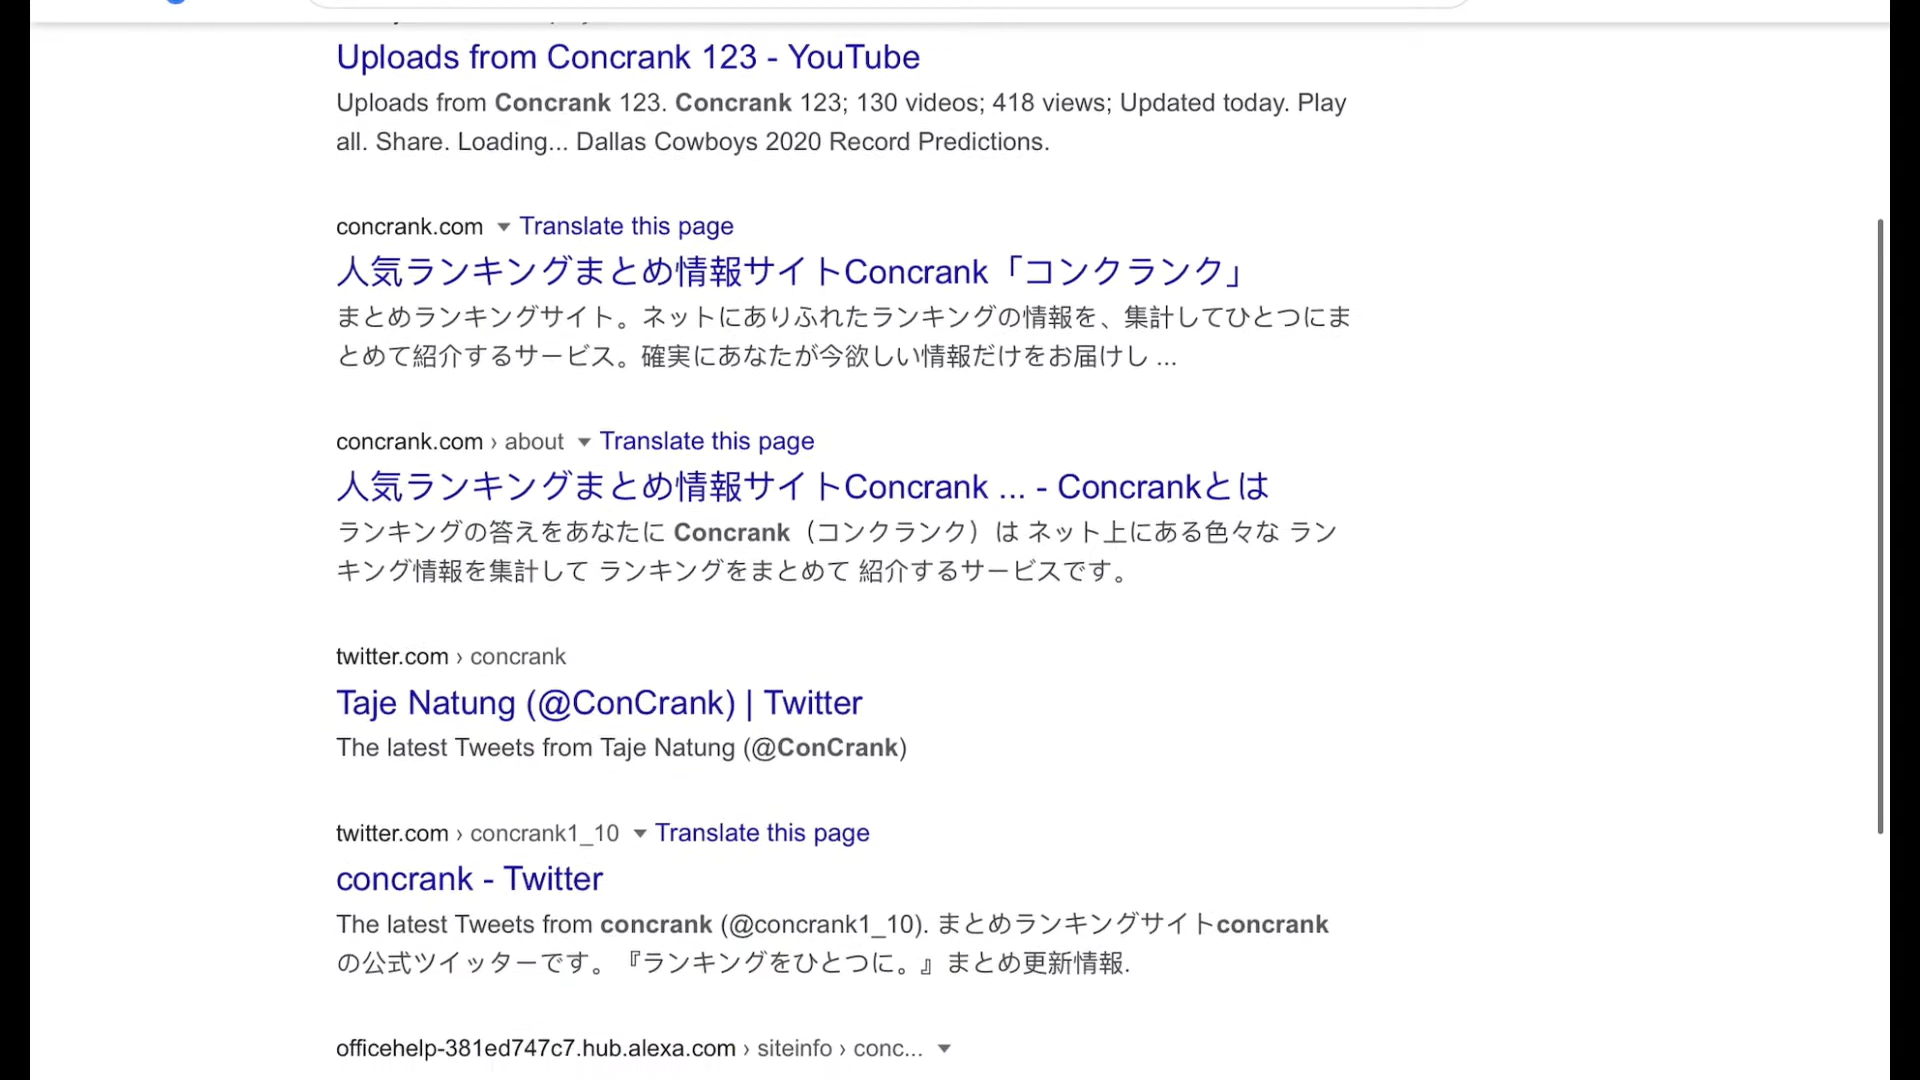 Uploads from Concrank 123 - YouTube
Uploads from Concrank 123. Concrank 123; 130 videos; 418 views; Updated today. Play
all. Share. Loading... Dallas Cowboys 2020 Record Predictions.
concrank.com Translate this page
人気ランキングまとめ情報サイトConcrank「コンクランク」
まとめランキングサイト。ネットにありふれたランキングの情報を、集計してひとつにま
とめて紹介するサービス。確実にあなたが今欲しい情報だけをお届けし ...
concrank.com › about Translate this page
人気ランキングまとめ情報サイトConcrank ... - Concrankとは
ランキングの答えをあなたに Concrank（コンクランク）は ネット上にある色々な ラン
キング情報を集計して ランキングをまとめて 紹介するサービスです。
twitter.com › concrank
Taje Natung (@ConCrank) | Twitter
The latest Tweets from Taje Natung (@ConCrank)
twitter.com › concrank1_10 Translate this page
concrank - Twitter
The latest Tweets from concrank (@concrank1_10). まとめランキングサイトconcrank
の公式ツイッターです。『ランキングをひとつに。』まとめ更新情報.
officehelp-381ed747c7.hub.alexa.com › siteinfo › conc...